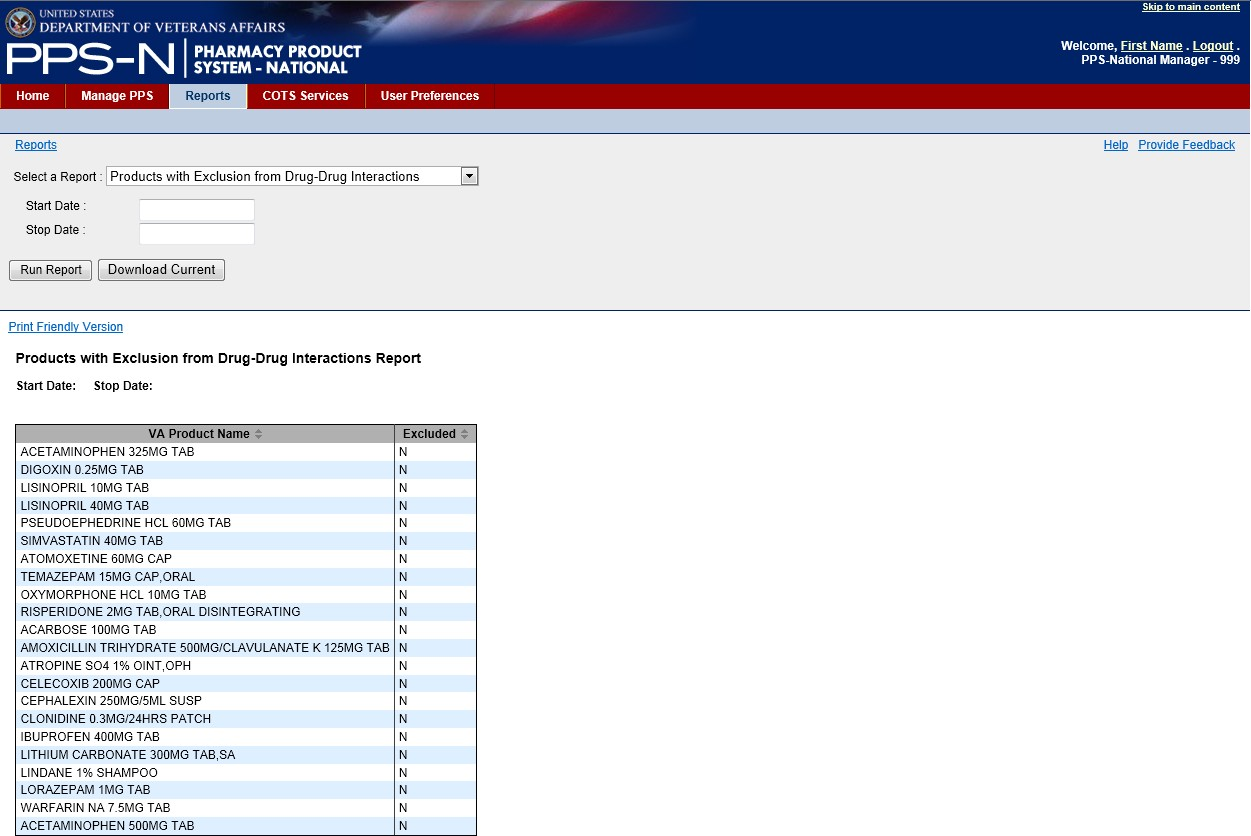 Skip to main content
UNITED STATES
DEPARTMENT OF VETERANS AFFAIRS
PPS-N PHARMACY PRODUCT
SYSTEM - NATIONAL
Welcome, First Name . Logout .
PPS-National Manager - 999
Home Manage PPS Reports COTS Services User Preferences
Reports Help Provide Feedback
Select a Report : Products with Exclusion from Drug-Drug Interactions
Start Date :
Stop Date :
Run Report Download Current
Print Friendly Version
Products with Exclusion from Drug-Drug Interactions Report
Start Date: Stop Date:
VA Product Name Excluded
ACETAMINOPHEN 325MG TAB N
DIGOXIN 0.25MG TAB N
LISINOPRIL 10MG TAB N
LISINOPRIL 40MG TAB N
PSEUDOEPHEDRINE HCL 60MG TAB N
SIMVASTATIN 40MG TAB N
ATOMOXETINE 60MG CAP N
TEMAZEPAM 15MG CAP,ORAL N
OXYMORPHONE HCL 10MG TAB N
RISPERIDONE 2MG TAB,ORAL DISINTEGRATING N
ACARBOSE 100MG TAB N
AMOXICILLIN TRIHYDRATE 500MG/CLAVULANATE K 125MG TAB N
ATROPINE SO4 1% OINT,OPH N
CELECOXIB 200MG CAP N
CEPHALEXIN 250MG/5ML SUSP N
CLONIDINE 0.3MG/24HRS PATCH N
IBUPROFEN 400MG TAB N
LITHIUM CARBONATE 300MG TAB,SA N
LINDANE 1% SHAMPOO N
LORAZEPAM 1MG TAB N
WARFARIN NA 7.5MG TAB N
ACETAMINOPHEN 500MG TAB N